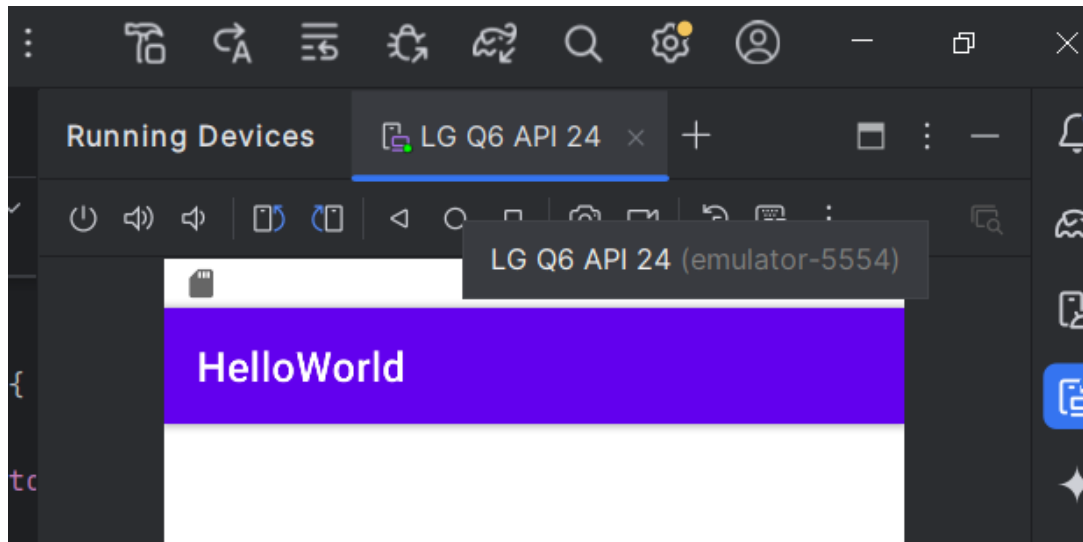 Running Devices LG Q6 API 24
LG Q6 API 24 (emulator-5554)
HelloWorld
{